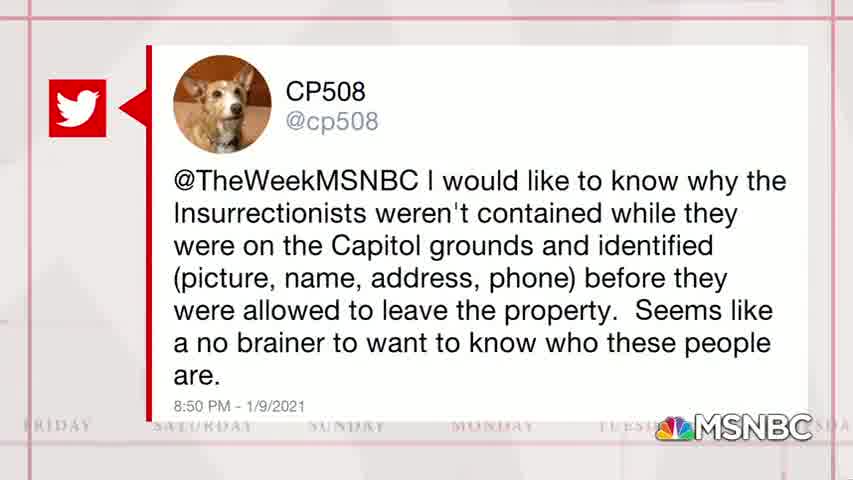 CP508
@cp508
@TheWeekMSNBC I would like to know why the
Insurrectionists weren't contained while they
were on the Capitol grounds and identified
(picture, name, address, phone) before they
were allowed to leave the property.  Seems like
a no brainer to want to know who these people
are.
8:50 PM - 1/9/2021
FRIDAY SATURDAY SUNDAY MONDAY
MSNBC